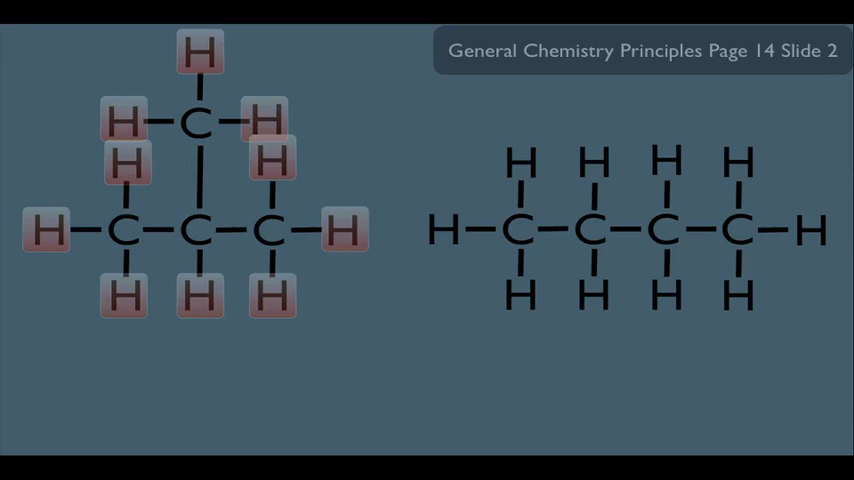 General Chemistry Principles Page 14 Slide 2
H
H C H
H H
H C C C H
H H H
H H H H
H C C C C H
H H H H